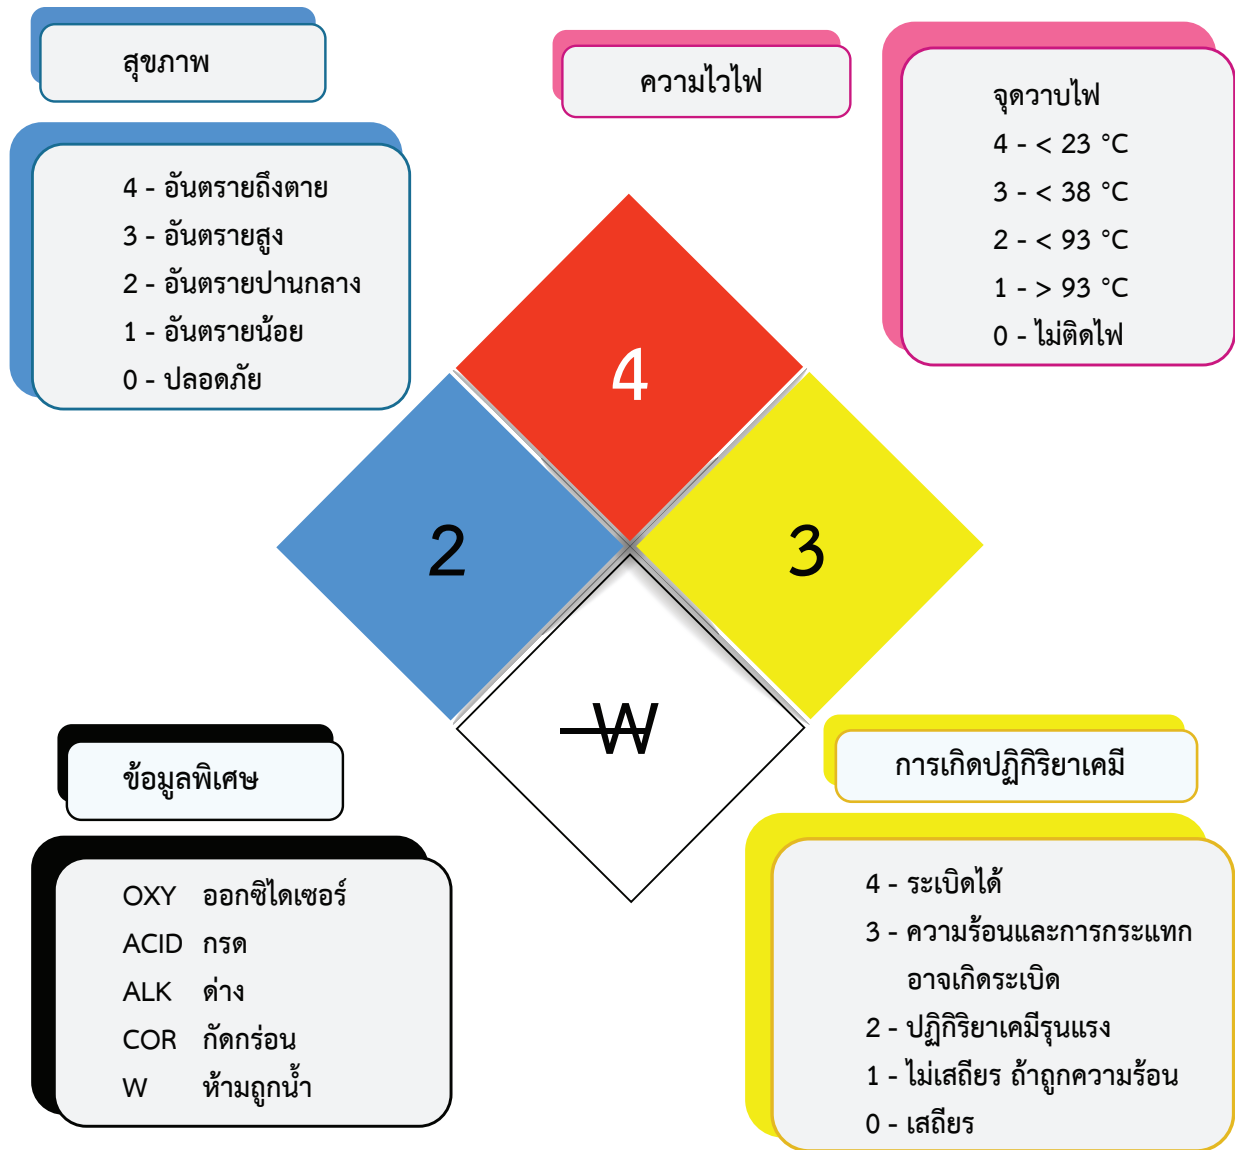 สุขภาพ
4 - อันตรายถึงตาย
3 - อันตรายสูง
2 - อันตรายปานกลาง
1 - อันตรายน้อย
0 - ปลอดภัย
ความไวไฟ
จุดวาบไฟ
4 - < 23 °C
3 - < 38 °C
2 - < 93 °C
1 - > 93 °C
0 - ไม่ติดไฟ
4
2
3
W
ข้อมูลพิเศษ
OXY ออกซิไดเซอร์
ACID กรด
ALK ด่าง
COR กัดกร่อน
W ห้ามถูกน้ำ
การเกิดปฏิกิริยาเคมี
4 - ระเบิดได้
3 - ความร้อนและการกระแทก
อาจเกิดระเบิด
2 - ปฏิกิริยาเคมีรุนแรง
1 - ไม่เสถียร ถ้าถูกความร้อน
0 - เสถียร